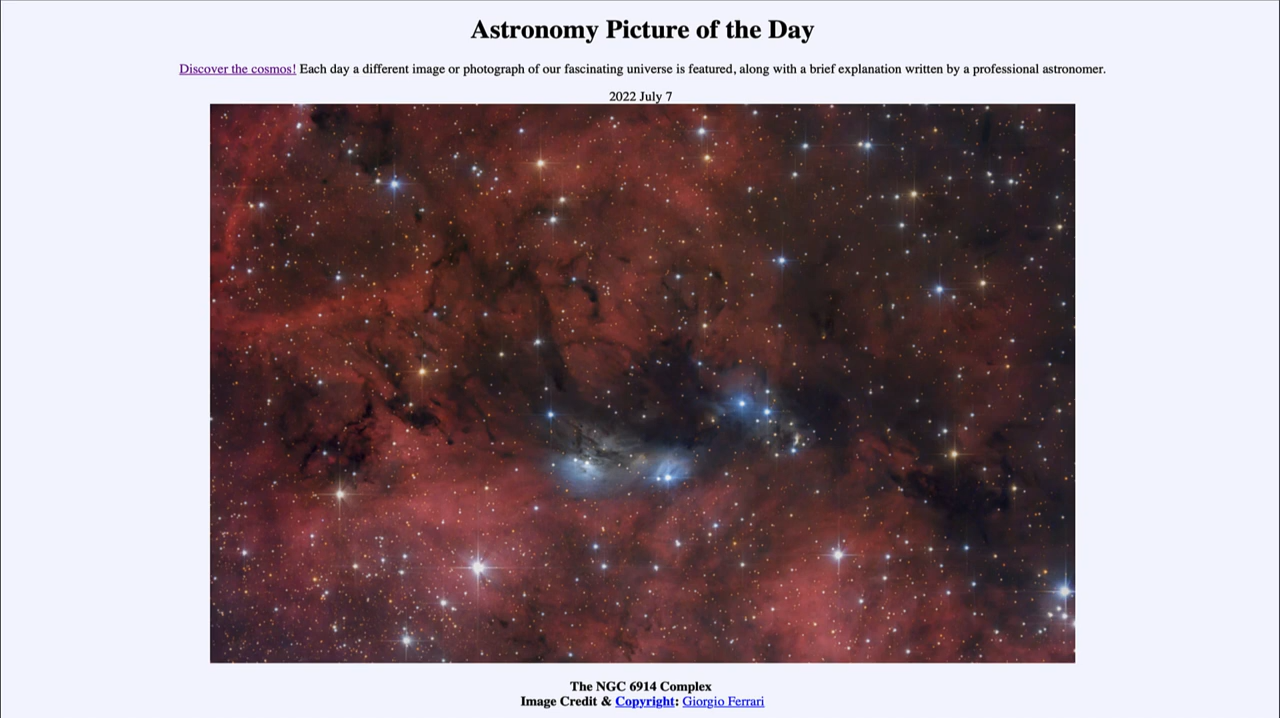 Astronomy Picture of the Day
Discover the cosmos! Each day a different image or photograph of our fascinating universe is featured, along with a brief explanation written by a professional astronomer.
2022 July 7
The NGC 6914 Complex
Image Credit & Copyright: Giorgio Ferrari